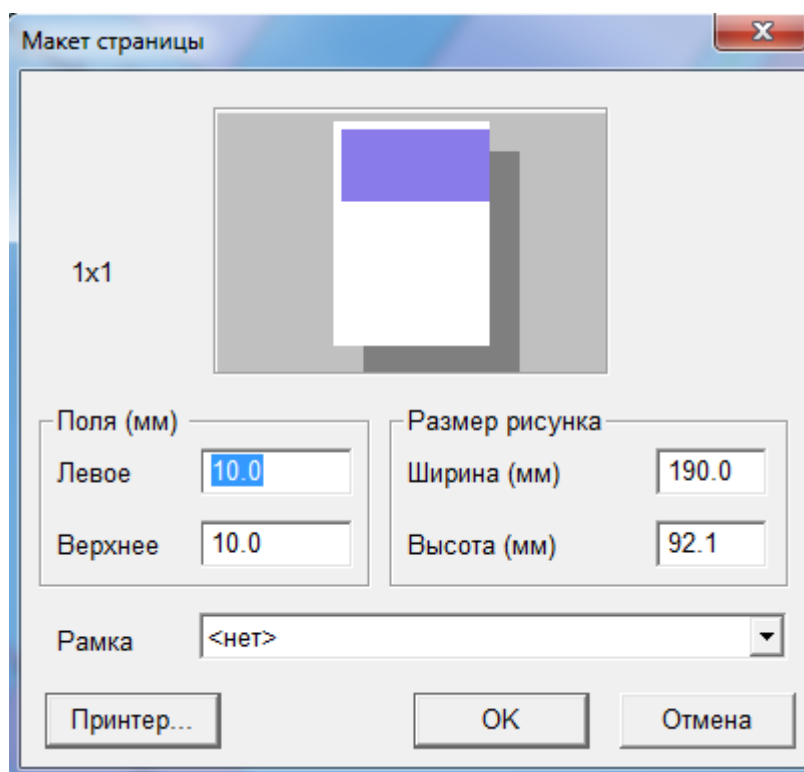 Макет страницы
1x1
Поля (мм)
Левое 10.0
Верхнее 10.0
Размер рисунка
Ширина (мм) 190.0
Высота (мм) 92.1
Рамка <нет>
Принтер... OK Отмена